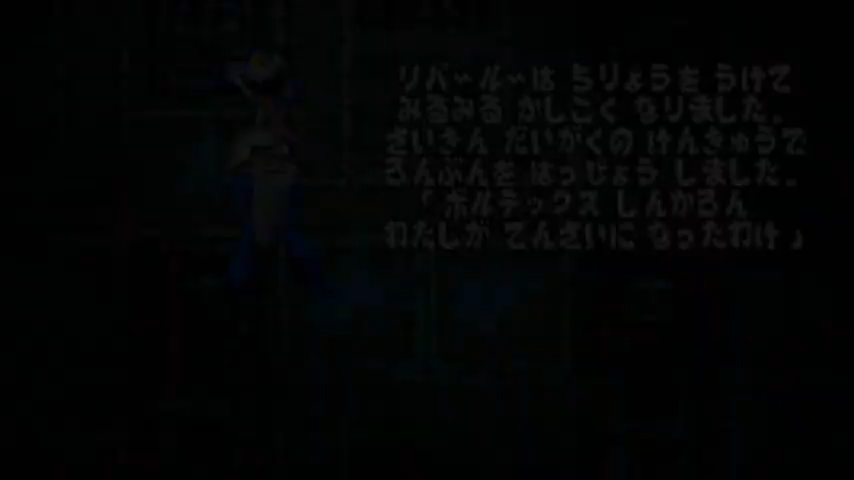 リパ〜ル〜は ちりょうを うけて
みるみる かしこく なりました。
さいきん だいがくの けんきゅうで
ろんぶんを はっぴょう しました。
「ボルテックス しんかろん
わたしが てんさいに なったわけ」